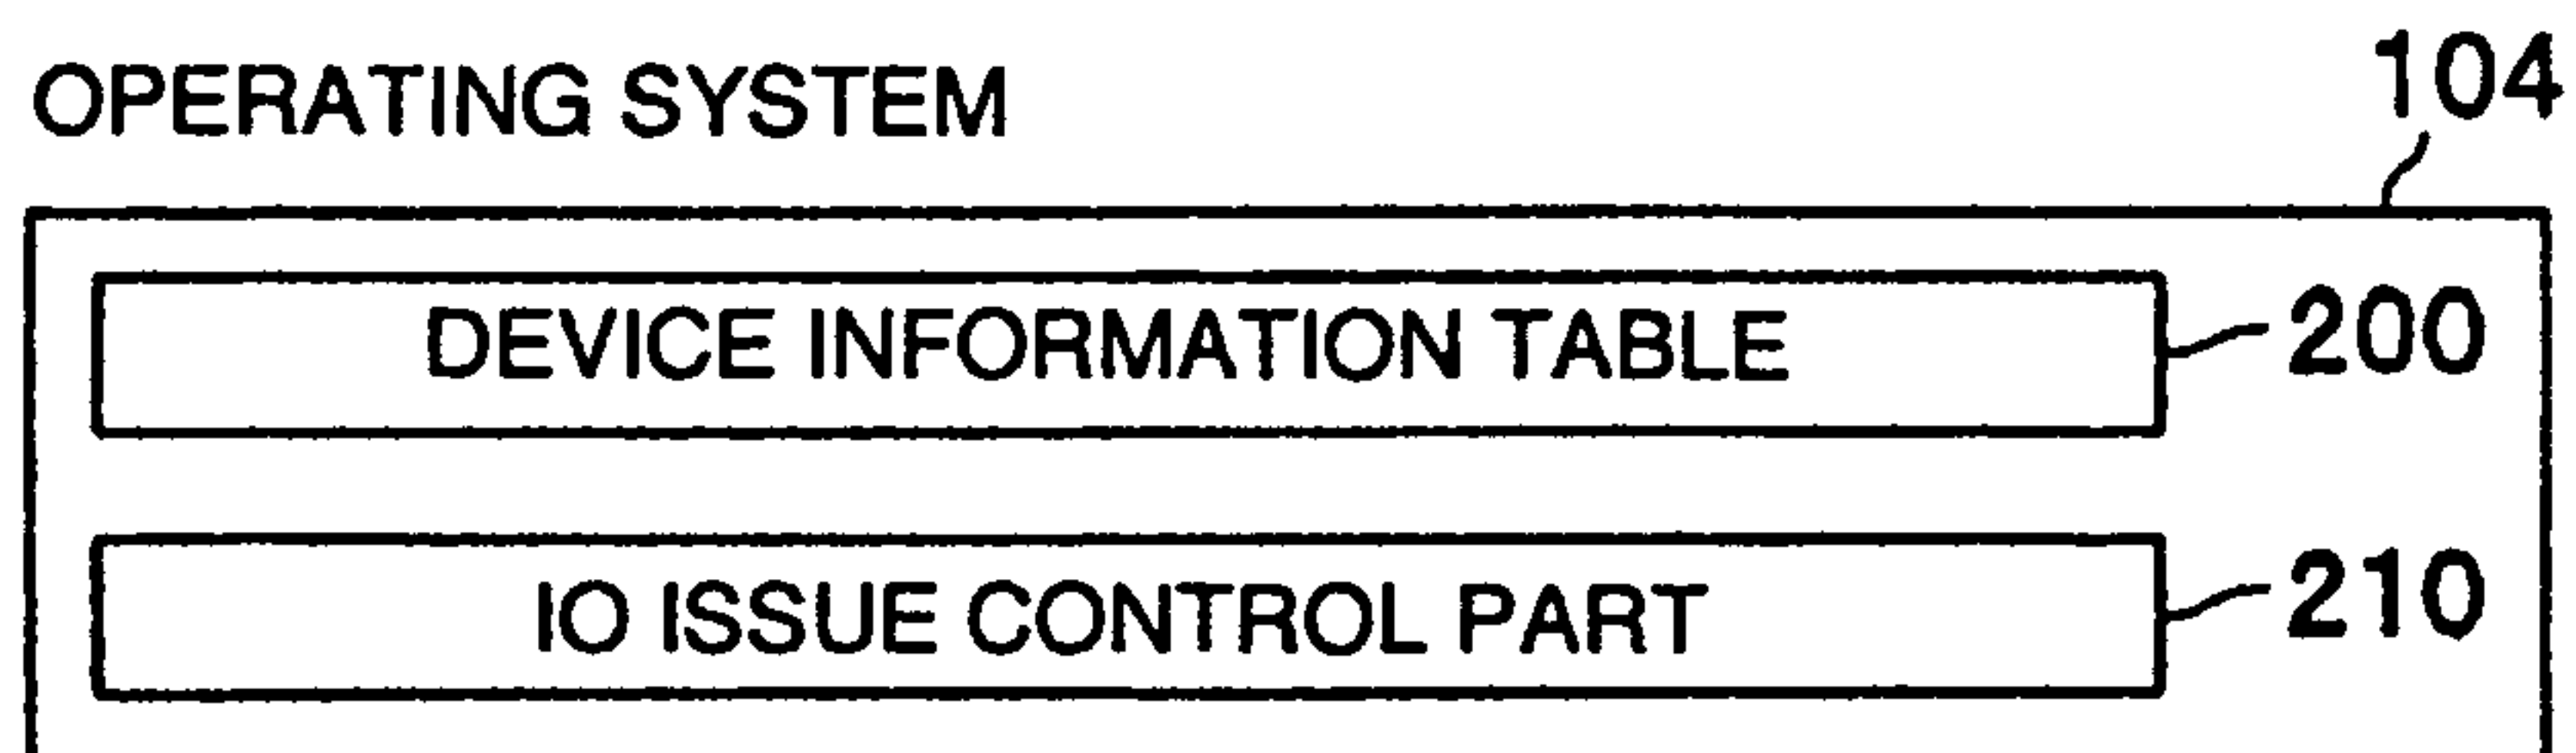 OPERATING SYSTEM 104
DEVICE INFORMATION TABLE 200
IO ISSUE CONTROL PART 210